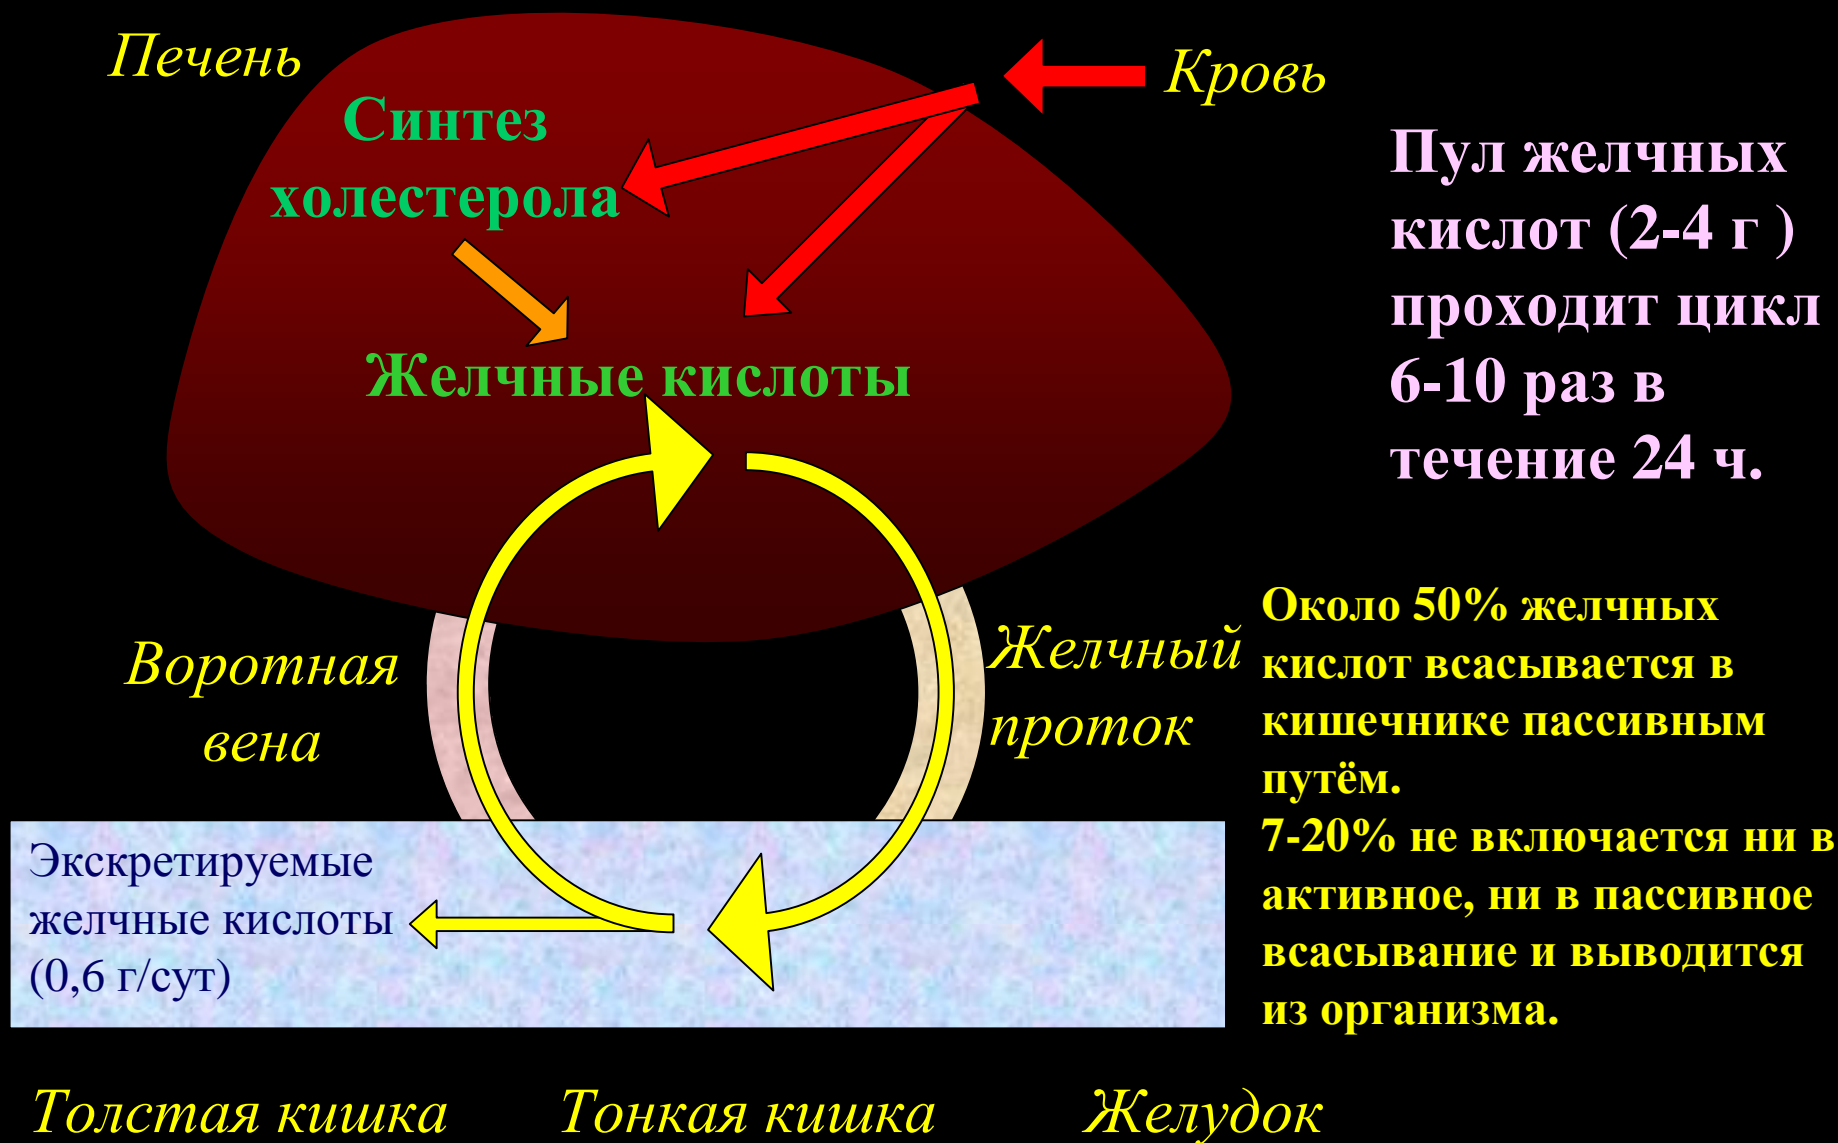 Печень
Кровь
Синтез
холестерола
Желчные кислоты
Пул желчных
кислот (2-4 г )
проходит цикл
6-10 раз в
течение 24 ч.
Воротная
вена
Желчный
проток
Около 50% желчных
кислот всасывается в
кишечнике пассивным
путём.
7-20% не включается ни в
активное, ни в пассивное
всасывание и выводится
из организма.
Экскретируемые
желчные кислоты
(0,6 г/сут)
Толстая кишка
Тонкая кишка
Желудок